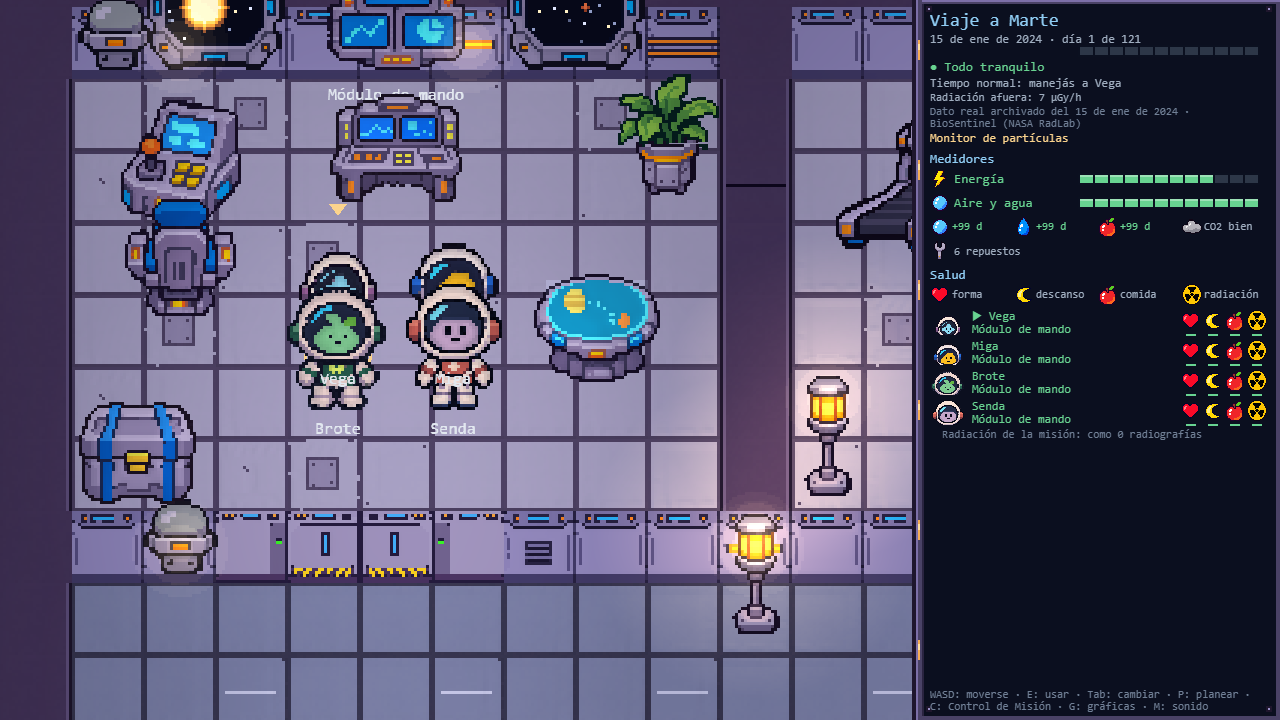 Módulo de mando
Vega
Miga
Brote
Senda
Viaje a Marte
15 de ene de 2024 · día 1 de 121
● Todo tranquilo
Tiempo normal: manejás a Vega
Radiación afuera: 7 µGy/h
Dato real archivado del 15 de ene de 2024 ·
BioSentinel (NASA RadLab)
Monitor de partículas
Medidores
Energía
Aire y agua
+99 d
+99 d
+99 d
CO2 bien
6 repuestos
Salud
forma
descanso
comida
radiación
▶ Vega
Módulo de mando
Miga
Módulo de mando
Brote
Módulo de mando
Senda
Módulo de mando
Radiación de la misión: como 0 radiografías
WASD: moverse · E: usar · Tab: cambiar · P: planear ·
C: Control de Misión · G: gráficas · M: sonido